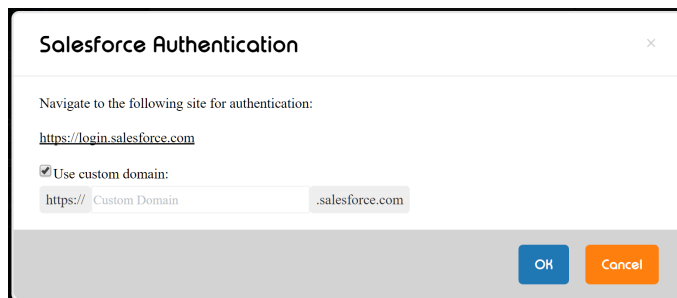 Salesforce Authentication ×
Navigate to the following site for authentication:
https://login.salesforce.com
Use custom domain:
https:// Custom Domain .salesforce.com
OK Cancel